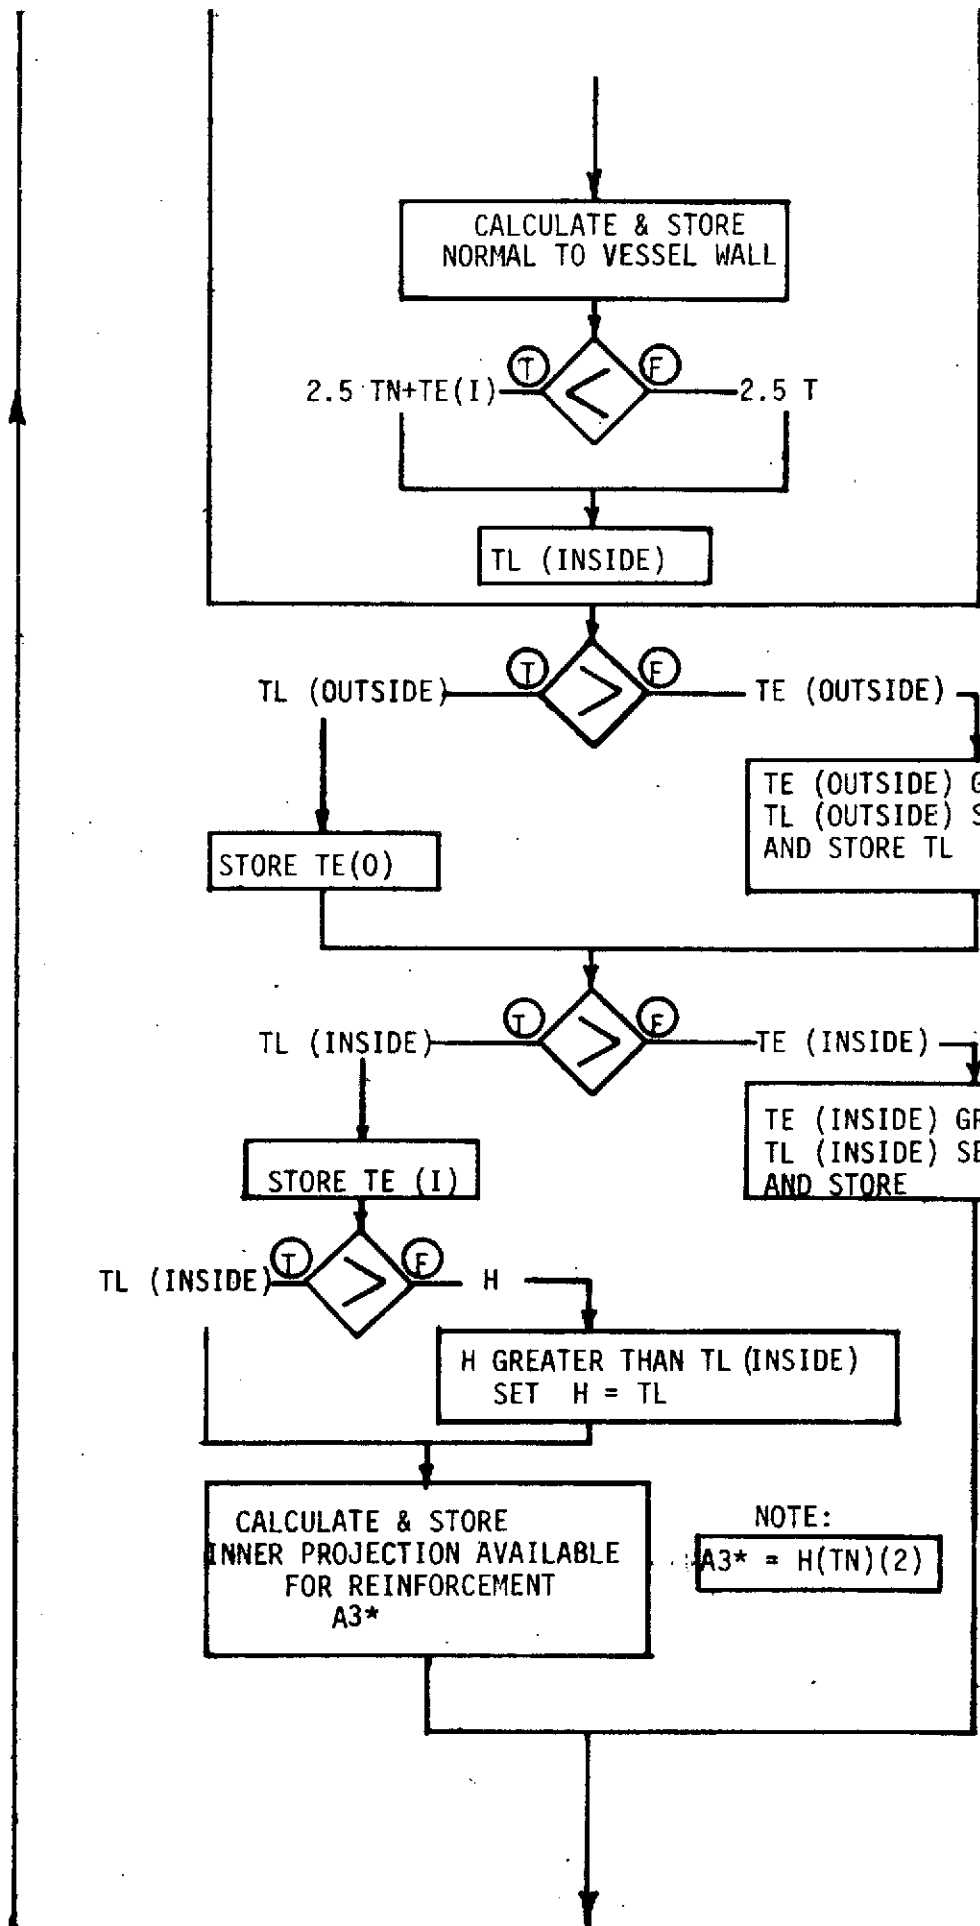 CALCULATE & STORE
NORMAL TO VESSEL WALL
T F
2.5 TN+TE(I) < 2.5 T
TL (INSIDE)
T F
TL (OUTSIDE) > TE (OUTSIDE)
TE (OUTSIDE)
TL (OUTSIDE)
AND STORE TL
STORE TE(O)
T F
TL (INSIDE) > TE (INSIDE)
TE (INSIDE)
TL (INSIDE)
AND STORE
STORE TE (I)
T F
TL (INSIDE) > H
H GREATER THAN TL (INSIDE)
SET H = TL
CALCULATE & STORE
INNER PROJECTION AVAILABLE
FOR REINFORCEMENT
A3*
NOTE:
A3* = H(TN)(2)